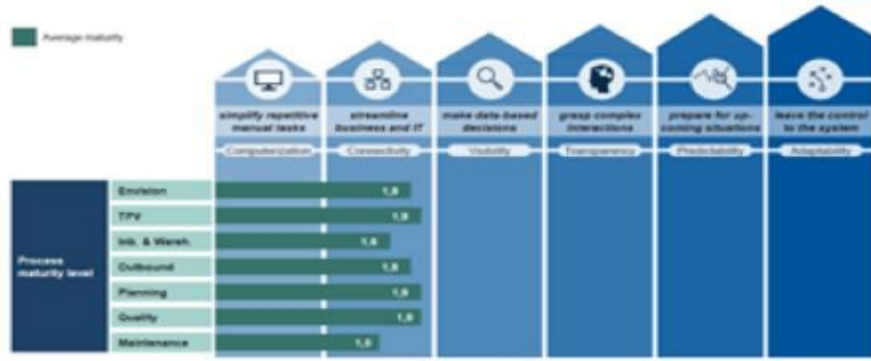 Average maturity
simplify repetitive manual tasks
streamline business and IT
make data-based decisions
grasp complex interactions
prepare for up-coming situations
leave the control to the system
Computerization
Connectivity
Visibility
Transparency
Predictability
Adaptability
Process
maturity level
Envision 1,8
TPV 1,9
Inb. & Wareh. 1,6
Outbound 1,8
Planning 1,9
Quality 1,9
Maintenance 1,5